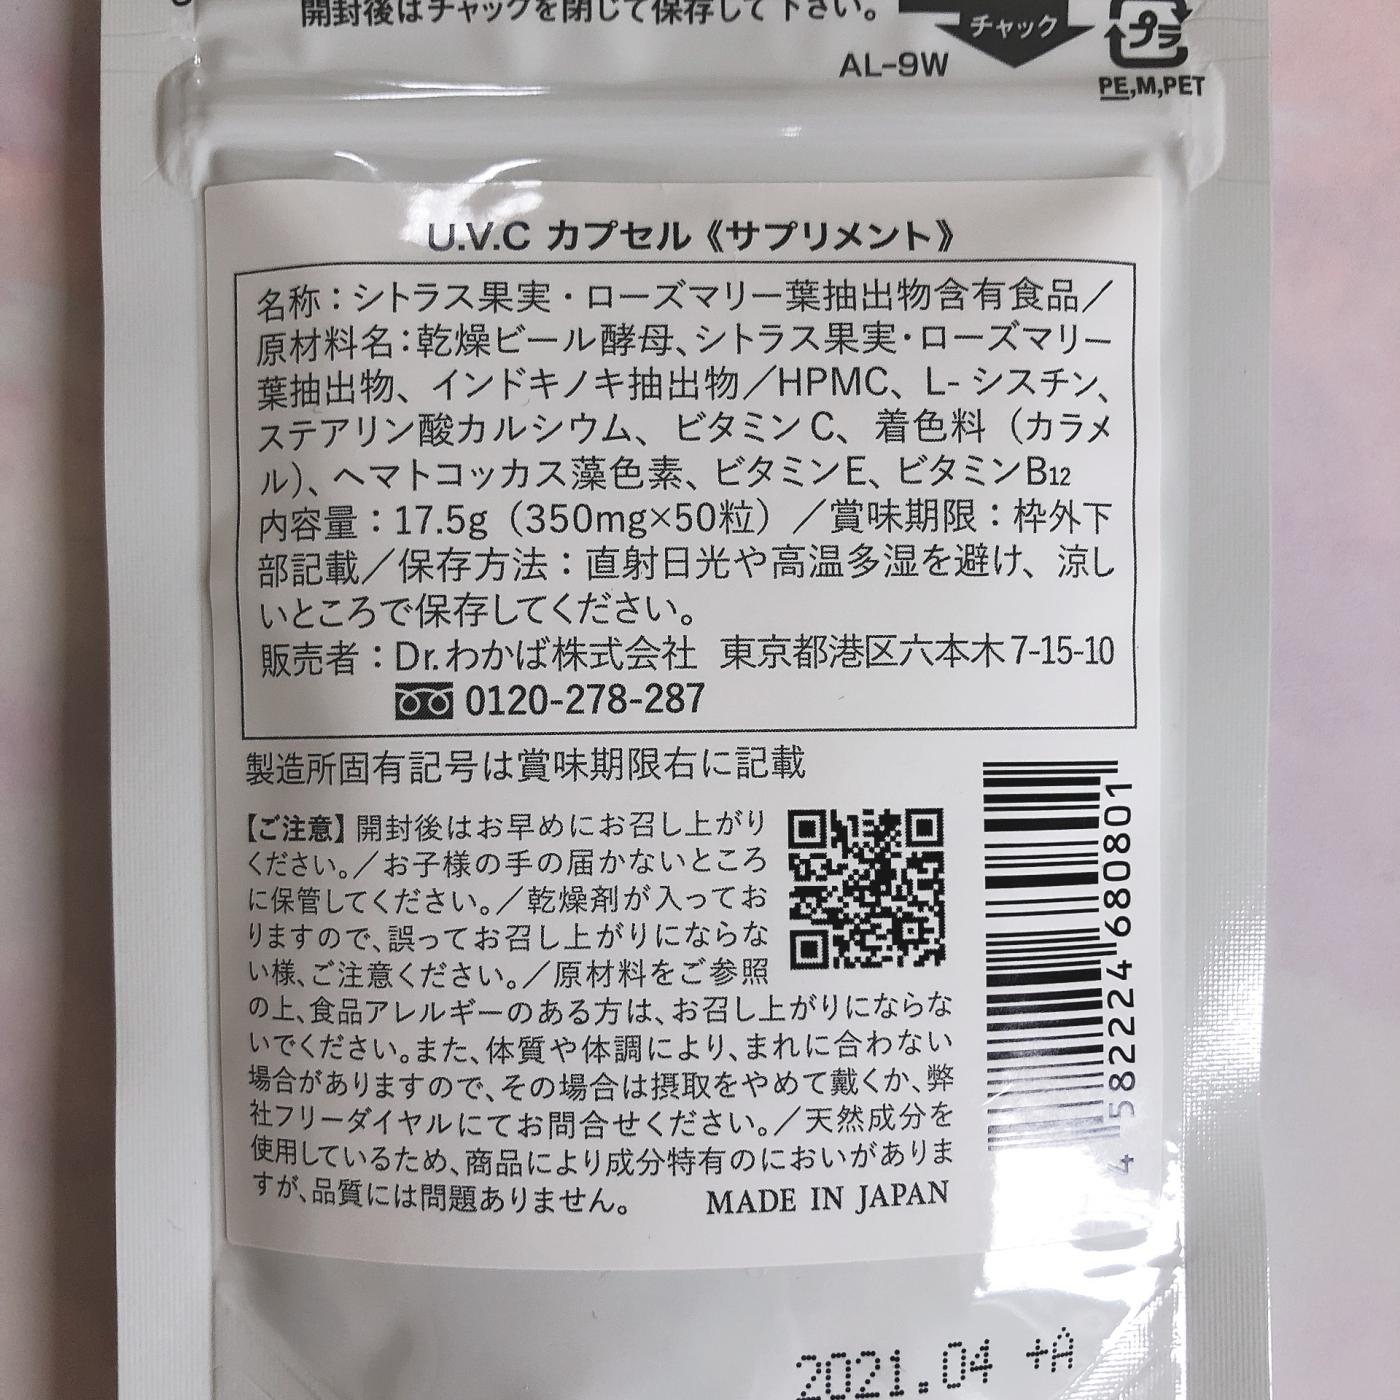 開封後はチャックを閉じて保存して下さい。
チャック
プラ
AL-9W
PE,M,PET
U.V.C カプセル《サプリメント》
名称：シトラス果実・ローズマリー葉抽出物含有食品／
原材料名：乾燥ビール酵母、シトラス果実・ローズマリー
葉抽出物、インドキノキ抽出物／HPMC、L-シスチン、
ステアリン酸カルシウム、ビタミンC、着色料（カラメ
ル）、ヘマトコッカス藻色素、ビタミンE、ビタミンB12
内容量：17.5g（350mg×50粒）／賞味期限：枠外下
部記載／保存方法：直射日光や高温多湿を避け、涼し
いところで保存してください。
販売者：Dr.わかば株式会社 東京都港区六本木7-15-10
0120-278-287
製造所固有記号は賞味期限右に記載
【ご注意】開封後はお早めにお召し上がり
ください。／お子様の手の届かないところ
に保管してください。／乾燥剤が入ってお
りますので、誤ってお召し上がりにならな
い様、ご注意ください。／原材料をご参照
の上、食品アレルギーのある方は、お召し上がりにならな
いでください。また、体質や体調により、まれに合わない
場合がありますので、その場合は摂取をやめて戴くか、弊
社フリーダイヤルにてお問合せください。／天然成分を
使用しているため、商品により成分特有のにおいがありま
すが、品質には問題ありません。
MADE IN JAPAN
4 582224 680801
2021.04 +A